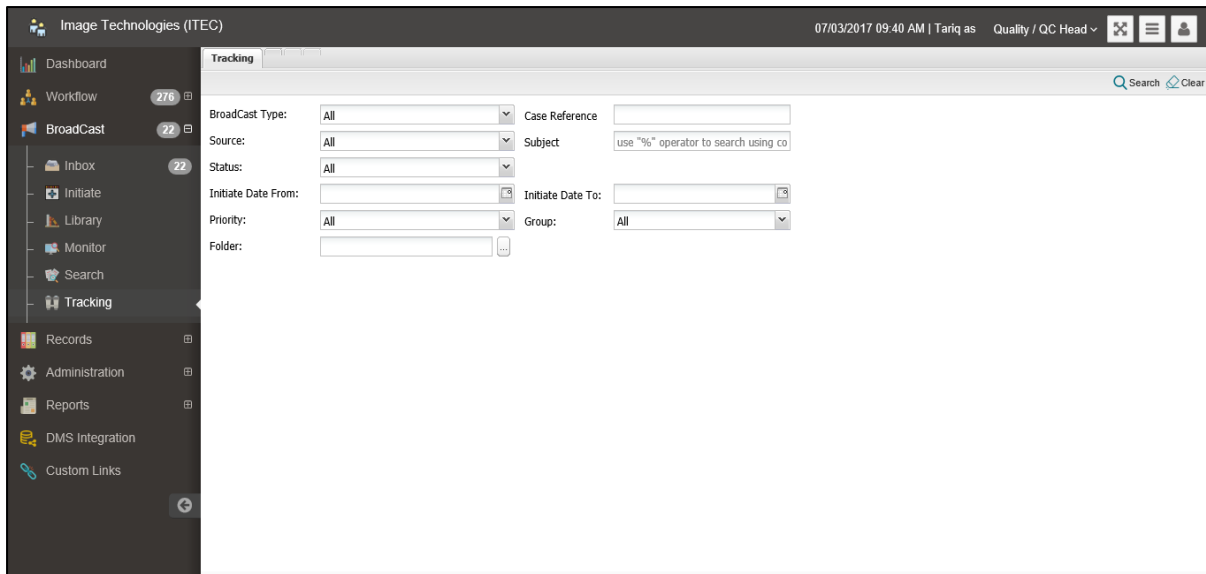 Image Technologies (ITEC)
07/03/2017 09:40 AM | Tariq as Quality / QC Head
Dashboard
Workflow 276
BroadCast 22
Inbox 22
Initiate
Library
Monitor
Search
Tracking
Records
Administration
Reports
DMS Integration
Custom Links
Tracking
Search Clear
BroadCast Type: All Case Reference
Source: All Subject use "%" operator to search using co
Status: All
Initiate Date From: Initiate Date To:
Priority: All Group: All
Folder: ...